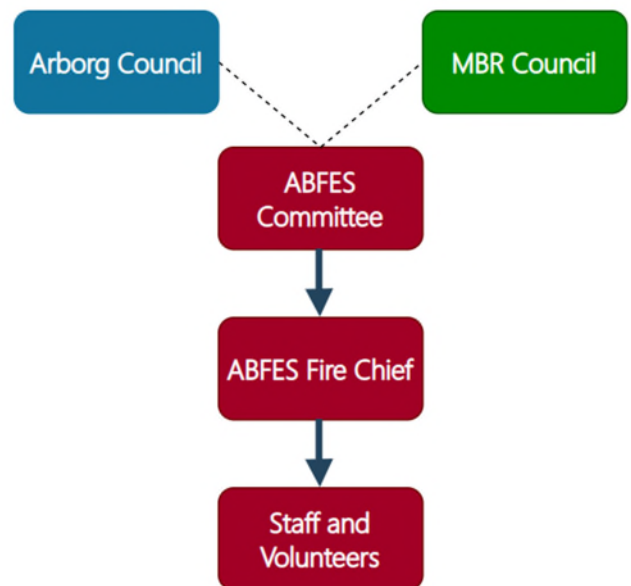 Arborg Council
MBR Council
ABFES
Committee
ABFES Fire Chief
Staff and
Volunteers